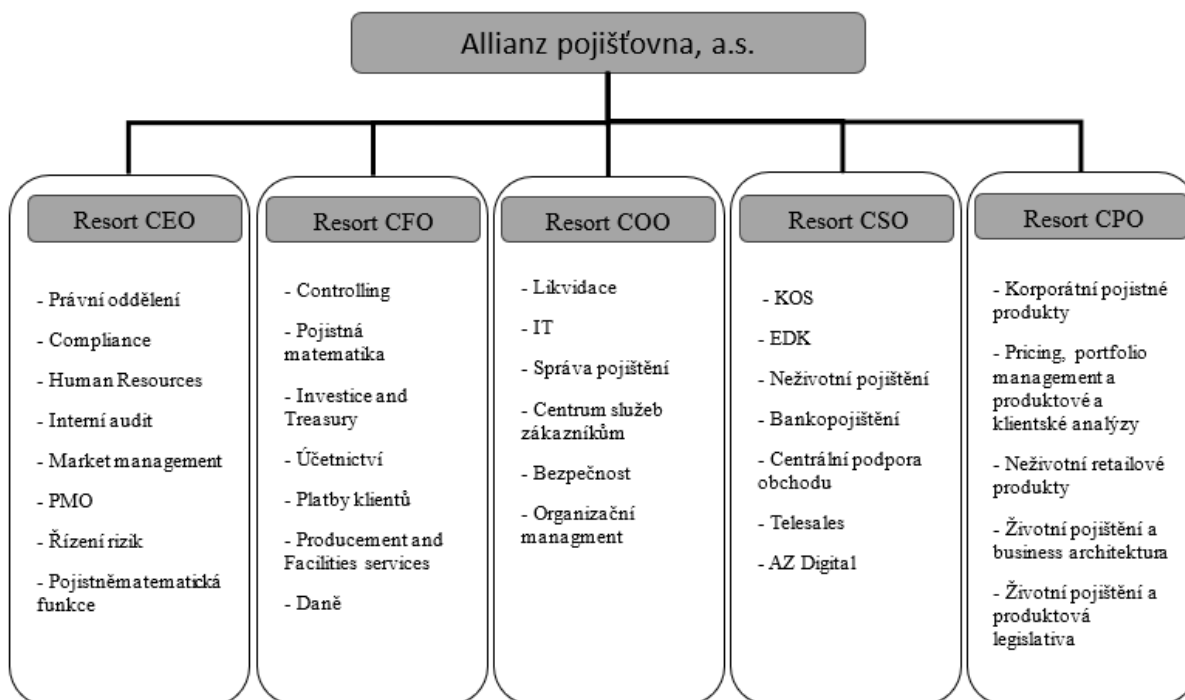 Allianz pojišťovna, a.s.
Resort CEO
- Právní oddělení
- Compliance
- Human Resources
- Interní audit
- Market management
- PMO
- Řízení rizik
- Pojistněmatematická
funkce
Resort CFO
- Controlling
- Pojistná
matematika
- Investice and
Treasury
- Účetnictví
- Platby klientů
- Producement and
Facilities services
- Daně
Resort COO
- Likvidace
- IT
- Správa pojištění
- Centrum služeb
zákazníkům
- Bezpečnost
- Organizační
managment
Resort CSO
- KOS
- EDK
- Neživotní pojištění
- Bankopojištění
- Centrální podpora
obchodu
- Telesales
- AZ Digital
Resort CPO
- Korporátní pojistné
produkty
- Pricing, portfolio
management a
produktové a
klientské analýzy
- Neživotní retailové
produkty
- Životní pojištění a
business architektura
- Životní pojištění a
produktová
legislativa